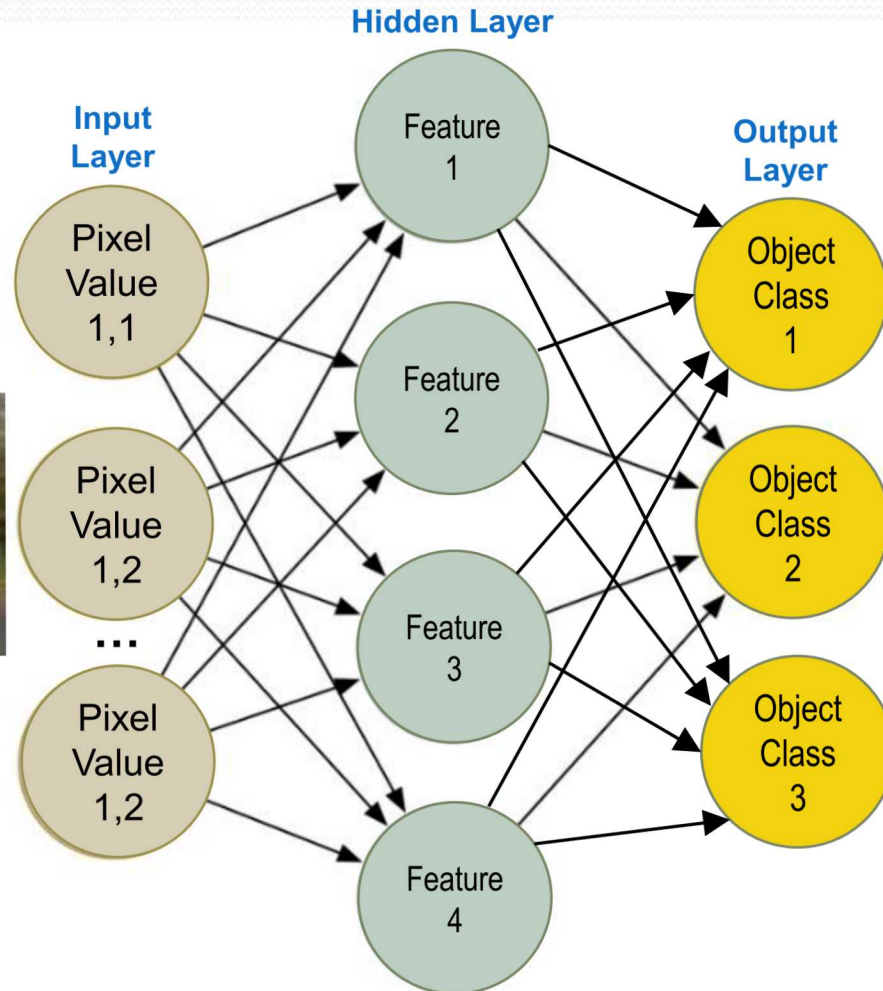 Hidden Layer
Input
Layer
Output
Layer
Pixel
Value
1,1
Pixel
Value
1,2
...
Pixel
Value
1,2
Feature
1
Feature
2
Feature
3
Feature
4
Object
Class
1
Object
Class
2
Object
Class
3